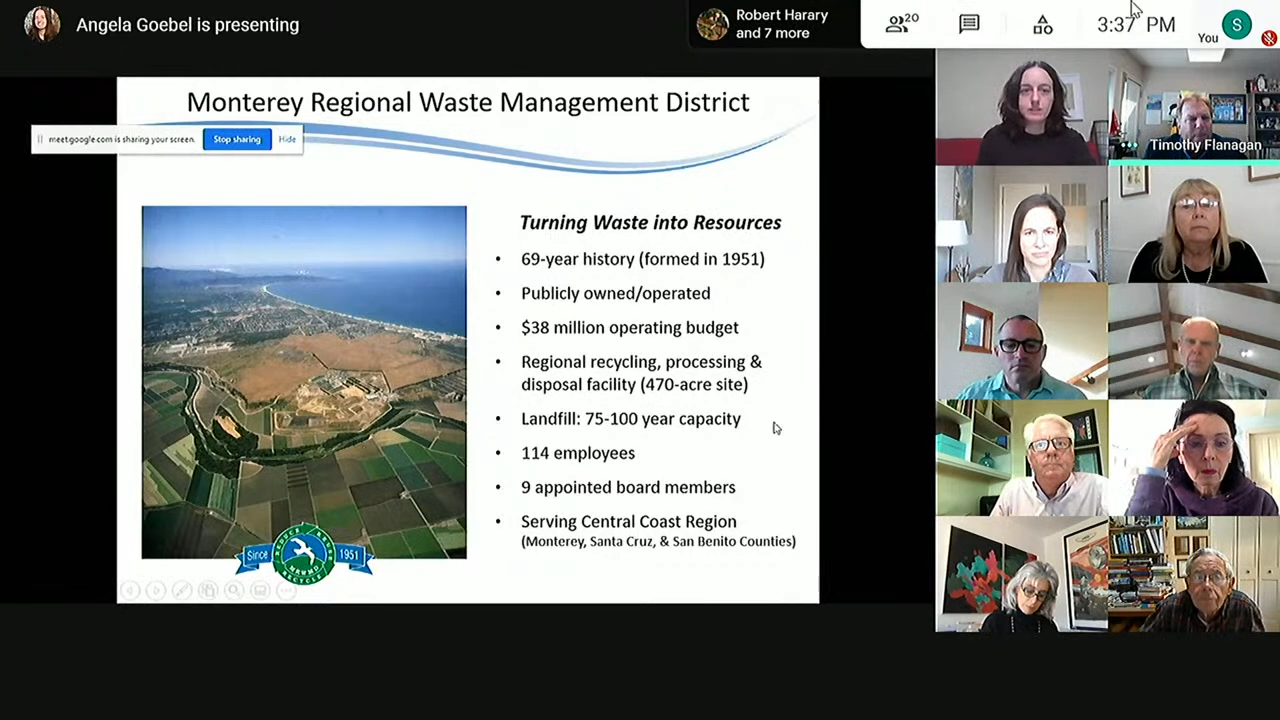 Angela Goebel is presenting
Robert Harary
and 7 more
20
3:37 PM
You
S
Monterey Regional Waste Management District
meet.google.com is sharing your screen.
Stop sharing
Hide
Timothy Flanagan
Turning Waste into Resources
• 69-year history (formed in 1951)
• Publicly owned/operated
• $38 million operating budget
• Regional recycling, processing &
disposal facility (470-acre site)
• Landfill: 75-100 year capacity
• 114 employees
• 9 appointed board members
• Serving Central Coast Region
(Monterey, Santa Cruz, & San Benito Counties)
REDUCE REUSE
Since
1951
MRWMD
RECYCLE